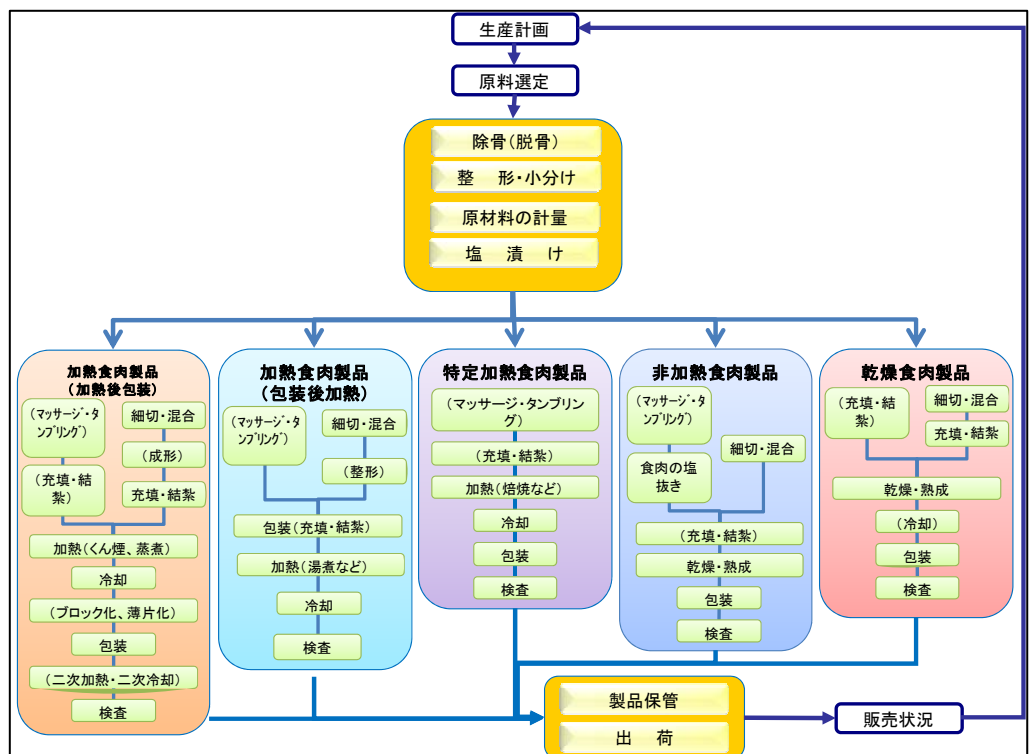 生産計画
原料選定
除骨(脱骨)
整 形・小分け
原材料の計量
塩 漬 け
加熱食肉製品
(加熱後包装)
(マッサージ・タ
ンブリング)
細切・混合
(成形)
(充填・結
紮)
充填・結紮
加熱(くん煙、蒸煮)
冷却
(ブロック化、薄片化)
包装
(二次加熱・二次冷却)
検査
加熱食肉製品
(包装後加熱)
(マッサージ・タ
ンブリング)
細切・混合
(整形)
包装(充填・結紮)
加熱(湯煮など)
冷却
検査
特定加熱食肉製品
(マッサージ・タンブリン
グ)
(充填・結紮)
加熱(焙焼など)
冷却
包装
検査
非加熱食肉製品
(マッサージ・タ
ンブリング)
細切・混合
食肉の塩
抜き
(充填・結紮)
乾燥・熟成
包装
検査
乾燥食肉製品
(充填・結
紮)
細切・混合
充填・結紮
乾燥・熟成
(冷却)
包装
検査
製品保管
出 荷
販売状況